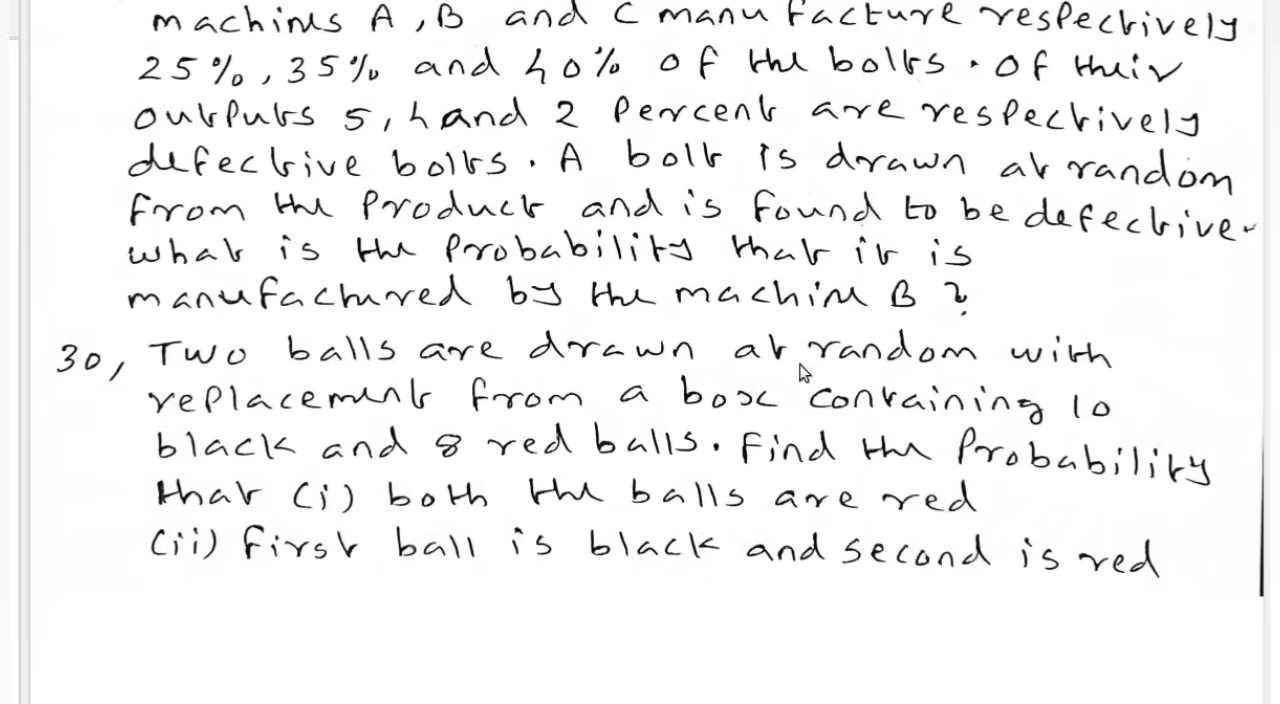 machines A, B and C manufacture respectively
25%, 35% and 40% of the bolts. Of their
outputs 5, 4 and 2 percent are respectively
defective bolts. A bolt is drawn at random
from the product and is found to be defective.
what is the probability that it is
manufactured by the machine B ?
30, Two balls are drawn at random with
replacement from a box containing 10
black and 8 red balls. Find the probability
that (i) both the balls are red
(ii) first ball is black and second is red